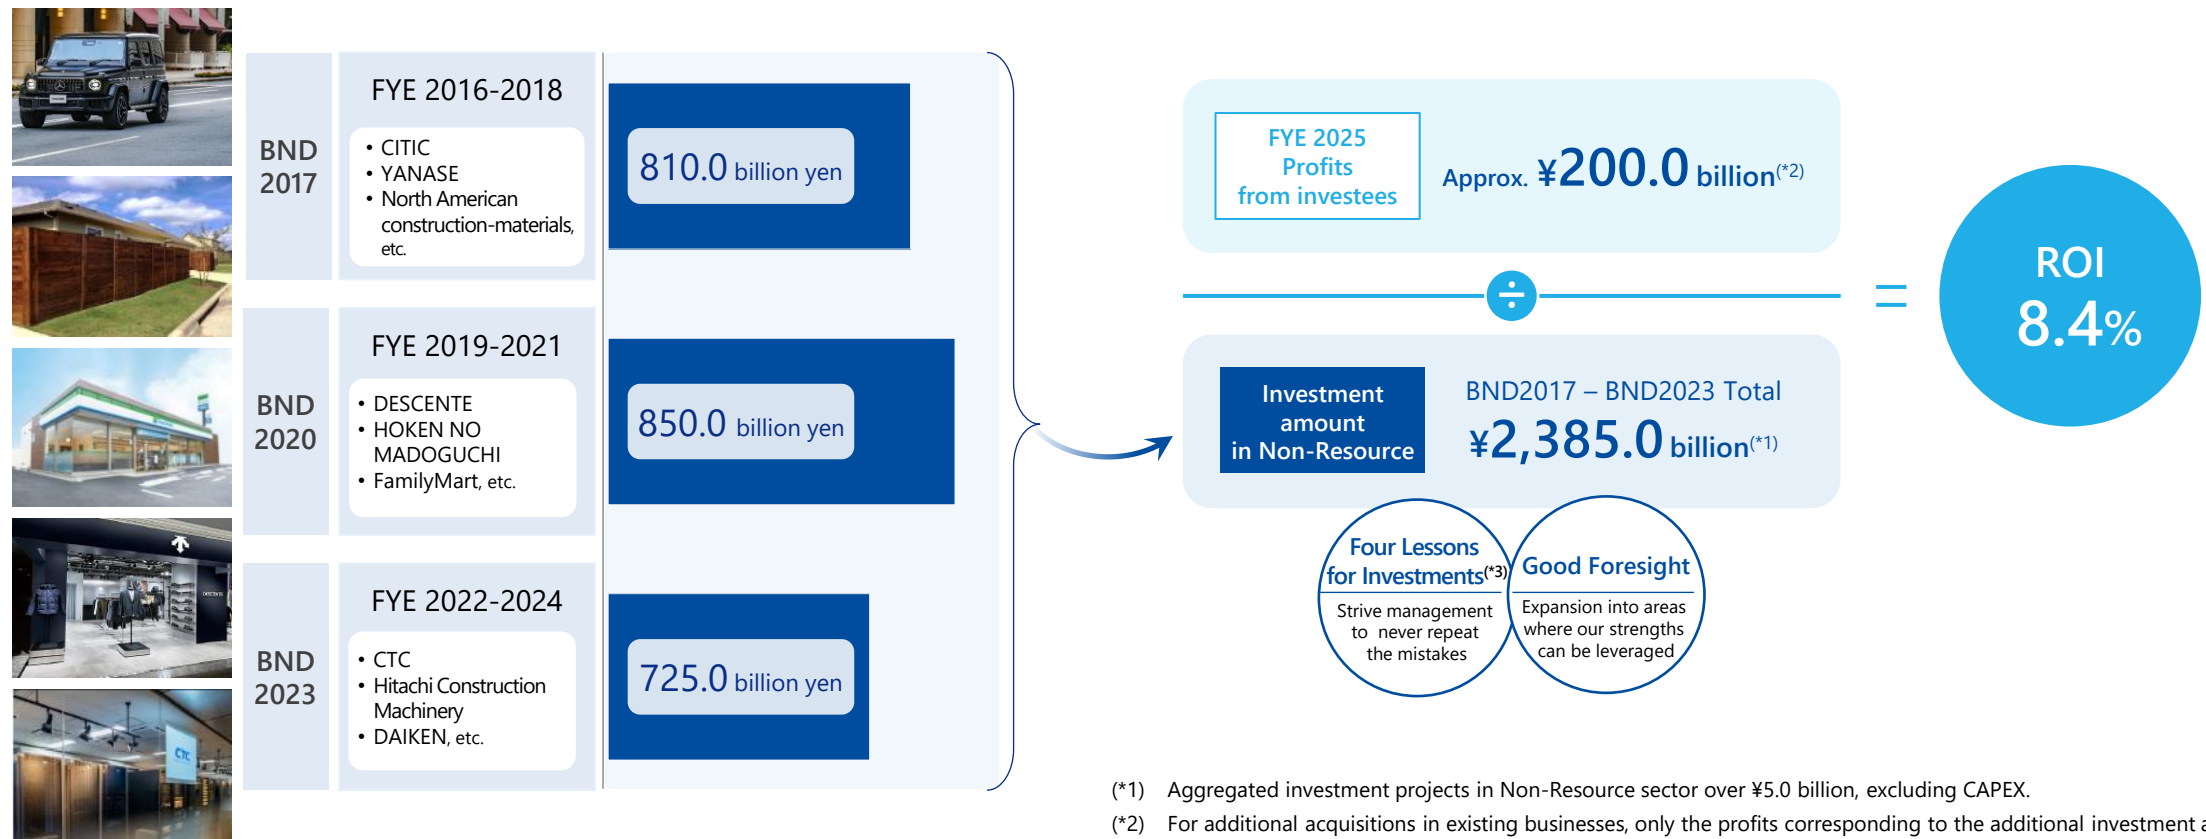 BND
2017
FYE 2016-2018
• CITIC
• YANASE
• North American
construction-materials,
etc.
810.0 billion yen
BND
2020
FYE 2019-2021
• DESCENTE
• HOKEN NO
MADOGUCHI
• FamilyMart, etc.
850.0 billion yen
BND
2023
FYE 2022-2024
• CTC
• Hitachi Construction
Machinery
• DAIKEN, etc.
725.0 billion yen
CTC
DESCENTE
FYE 2025
Profits
from investees
Approx. ¥200.0 billion(*2)
÷
Investment
amount
in Non-Resource
BND2017 – BND2023 Total
¥2,385.0 billion(*1)
=
ROI
8.4%
Four Lessons
for Investments(*3)
Strive management
to never repeat
the mistakes
Good Foresight
Expansion into areas
where our strengths
can be leveraged
(*1) Aggregated investment projects in Non-Resource sector over ¥5.0 billion, excluding CAPEX.
(*2) For additional acquisitions in existing businesses, only the profits corresponding to the additional investment